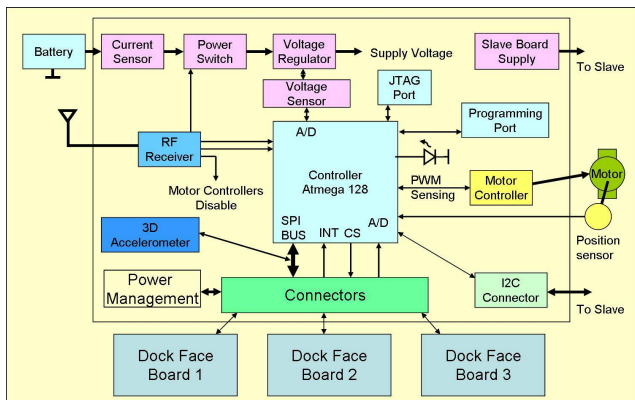 Battery
Current
Sensor
Power
Switch
Voltage
Regulator
Supply Voltage
Slave Board
Supply
To Slave
Voltage
Sensor
JTAG
Port
Programming
Port
A/D
RF
Receiver
Controller
Atmega 128
Motor Controllers
Disable
PWM
Sensing
Motor
Controller
Motor
3D
Accelerometer
SPI
BUS
INT CS
A/D
Position
sensor
Power
Management
Connectors
I2C
Connector
To Slave
Dock Face
Board 1
Dock Face
Board 2
Dock Face
Board 3